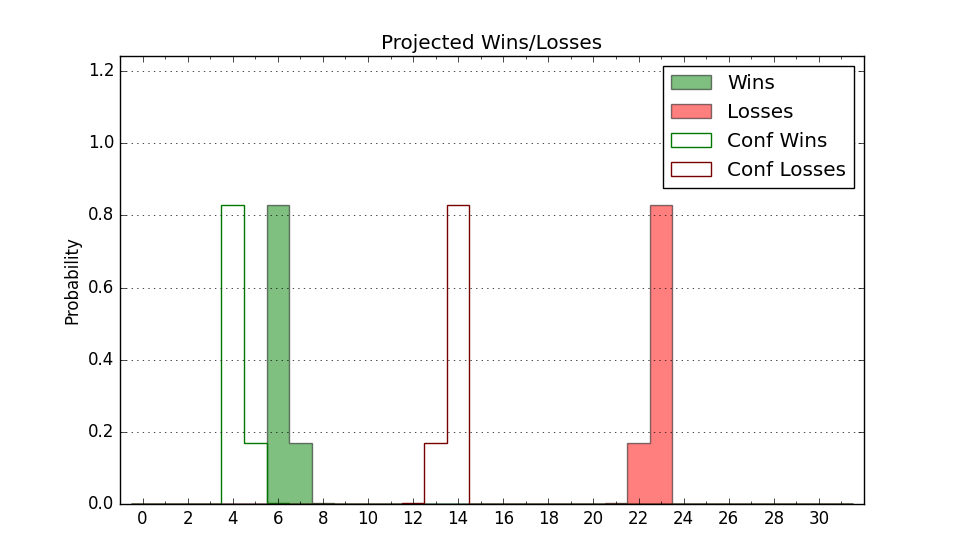 Projected Wins/Losses
1.2
1.0
0.8
0.6
0.4
0.2
0.0
Probability
Wins
Losses
Conf Wins
Conf Losses
0 2 4 6 8 10 12 14 16 18 20 22 24 26 28 30